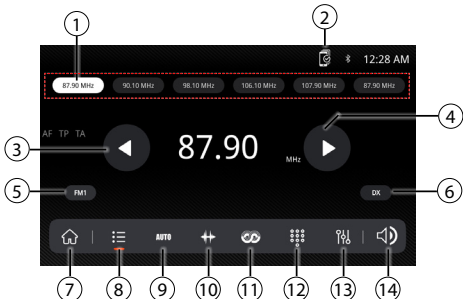 1
2
12:28 AM
87.90 MHz 90.10 MHz 98.10 MHz 106.10 MHz 107.90 MHz 87.90 MHz
4
AF TP TA
3
87.90 MHz
5 FM1 DX 6
AUTO
7 8 9 10 11 12 13 14